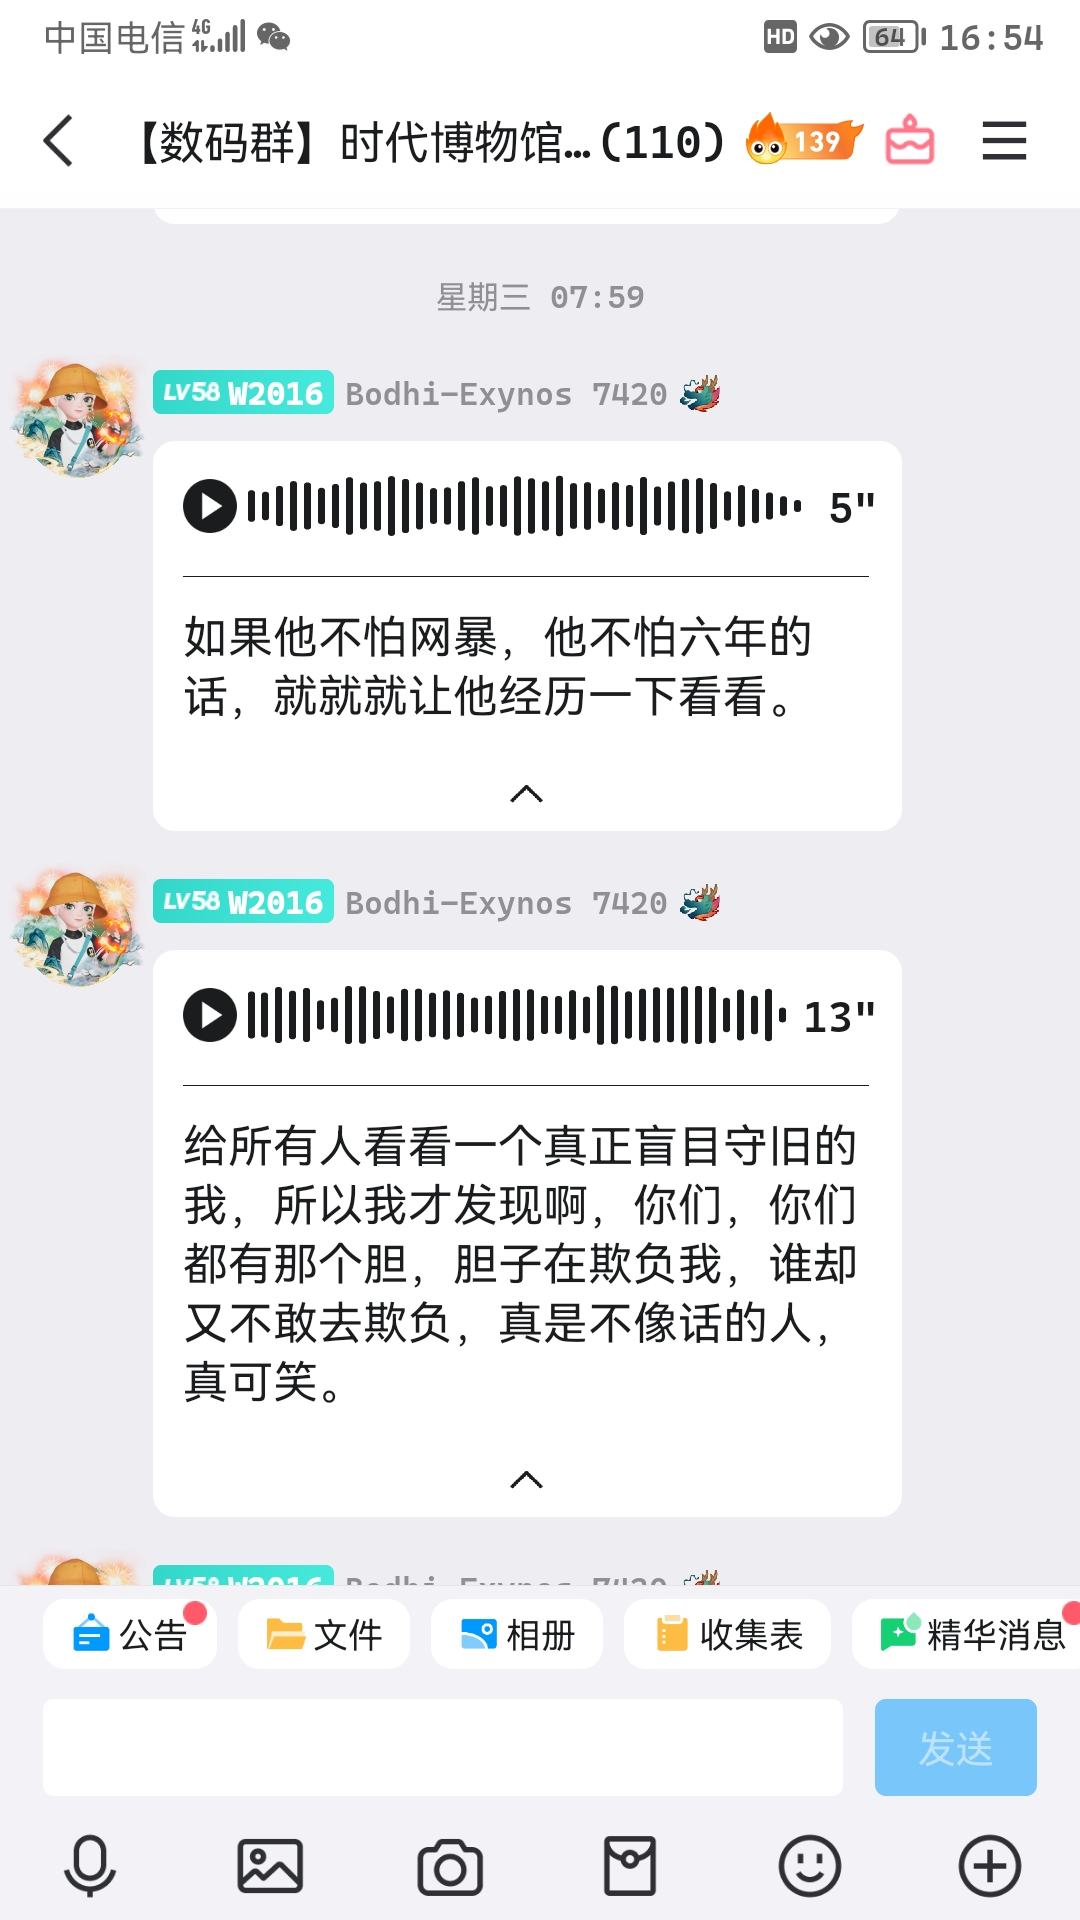 中国电信 4G HD 64 16:54
【数码群】时代博物馆...(110) 139
星期三 07:59
LV58 W2016 Bodhi-Exynos 7420
5"
如果他不怕网暴，他不怕六年的
话，就就就让他经历一下看看。
LV58 W2016 Bodhi-Exynos 7420
13"
给所有人看看一个真正盲目守旧的
我，所以我才发现啊，你们，你们
都有那个胆，胆子在欺负我，谁却
又不敢去欺负，真是不像话的人，
真可笑。
LV58 W2016 Bodhi-Exynos 7420
公告 文件 相册 收集表 精华消息
发送